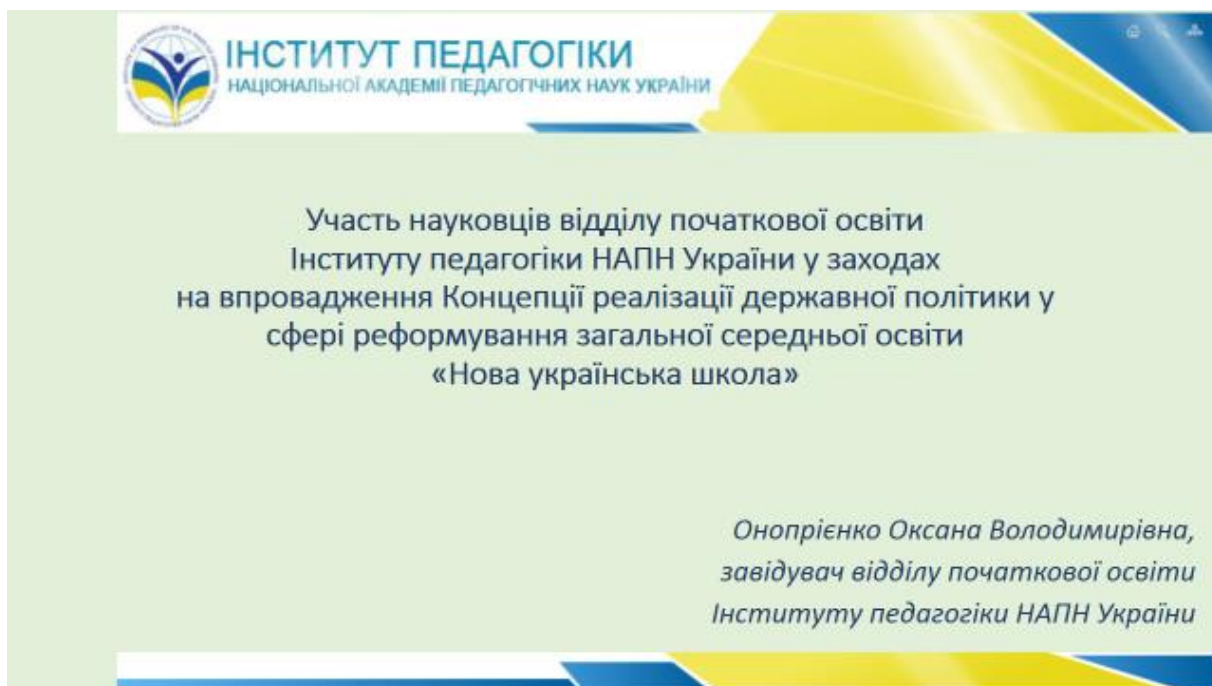 ІНСТИТУТ ПЕДАГОГІКИ
НАЦІОНАЛЬНОЇ АКАДЕМІЇ ПЕДАГОГІЧНИХ НАУК УКРАЇНИ
Участь науковців відділу початкової освіти
Інституту педагогіки НАПН України у заходах
на впровадження Концепції реалізації державної політики у
сфері реформування загальної середньої освіти
«Нова українська школа»
Онопрієнко Оксана Володимирівна,
завідувач відділу початкової освіти
Інституту педагогіки НАПН України